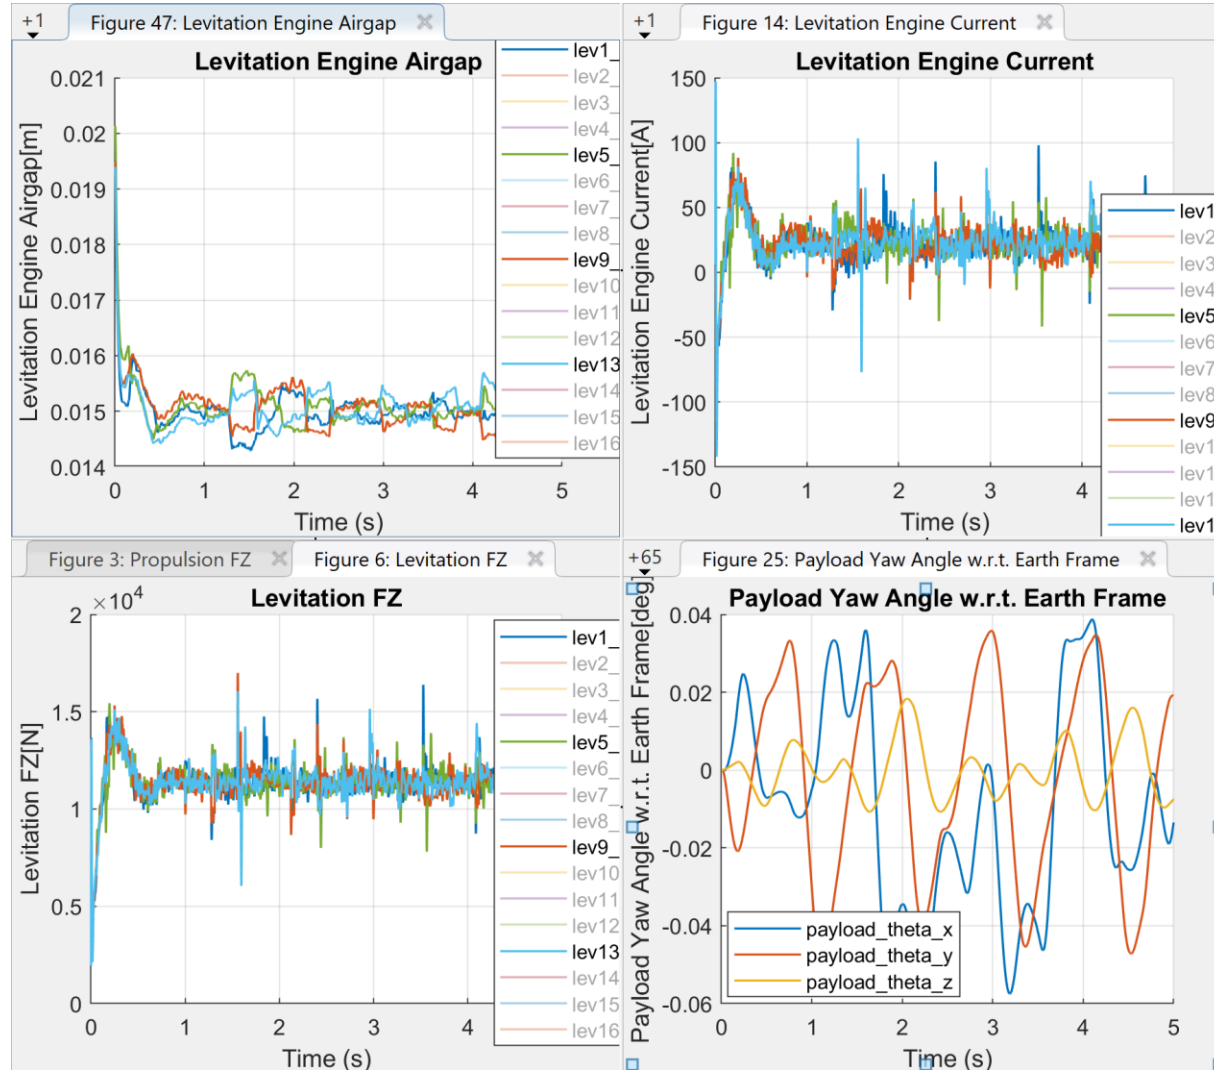 +1
Figure 47: Levitation Engine Airgap
Levitation Engine Airgap
0.021
0.02
0.019
0.018
0.017
0.016
0.015
0.014
Levitation Engine Airgap[m]
0 1 2 3 4 5
Time (s)
lev1_
lev2_
lev3_
lev4_
lev5_
lev6_
lev7_
lev8_
lev9_
lev10
lev11
lev12
lev13
lev14
lev15
lev16
+1
Figure 14: Levitation Engine Current
Levitation Engine Current
150
100
50
0
-50
-100
-150
Levitation Engine Current[A]
0 1 2 3 4
Time (s)
lev1
lev2
lev3
lev4
lev5
lev6
lev7
lev8
lev9
lev1
lev1
lev1
lev1
Figure 3: Propulsion FZ
Figure 6: Levitation FZ
×10^4
Levitation FZ
2
1.5
1
0.5
0
Levitation FZ[N]
0 1 2 3 4
Time (s)
lev1_
lev2_
lev3_
lev4_
lev5_
lev6_
lev7_
lev8_
lev9_
lev10
lev11
lev12
lev13
lev14
lev15
lev16
+65
Figure 25: Payload Yaw Angle w.r.t. Earth Frame
Payload Yaw Angle w.r.t. Earth Frame
0.04
0.02
0
-0.02
-0.04
-0.06
Payload Yaw Angle w.r.t. Earth Frame[deg]
0 1 2 3 4 5
Time (s)
payload_theta_x
payload_theta_y
payload_theta_z